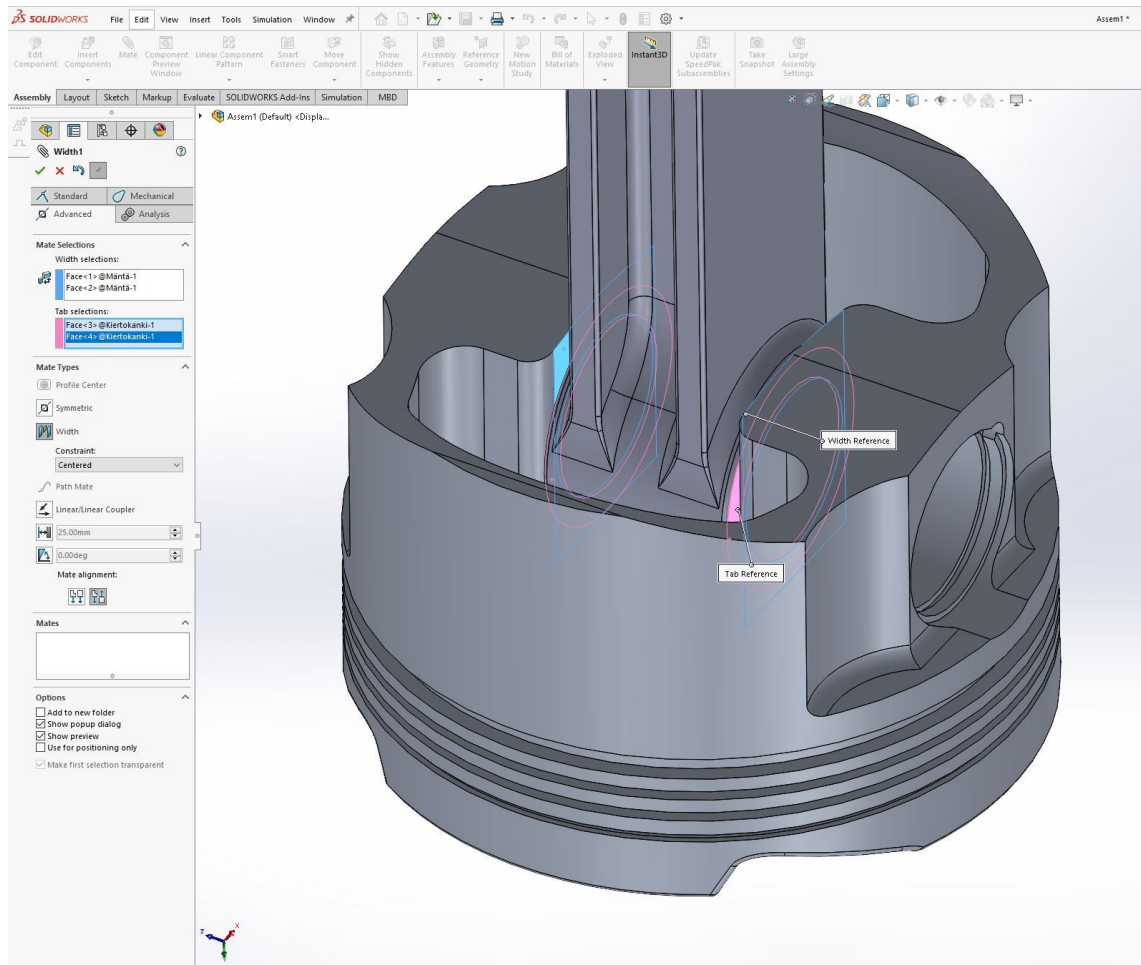 SOLIDWORKS File Edit View Insert Tools Simulation Window Assem1 *
Edit Component
Insert Components
Mate
Component Preview Window
Linear Component Pattern
Smart Fasteners
Move Component
Show Hidden Components
Assembly Features
Reference Geometry
New Motion Study
Bill of Materials
Exploded View
Instant3D
Update SpeedPak Subassemblies
Take Snapshot
Large Assembly Settings
Assembly Layout Sketch Markup Evaluate SOLIDWORKS Add-Ins Simulation MBD
Assem1 (Default) <Displa...
Width1
Standard Mechanical
Advanced Analysis
Mate Selections
Width selections:
Face<1>@Mäntä-1
Face<2>@Mäntä-1
Tab selections:
Face<3>@Kiertokanki-1
Face<4>@Kiertokanki-1
Mate Types
Profile Center
Symmetric
Width
Constraint:
Centered
Path Mate
Linear/Linear Coupler
25.00mm
0.00deg
Mate alignment:
Mates
Options
Add to new folder
Show popup dialog
Show preview
Use for positioning only
Make first selection transparent
Width Reference
Tab Reference
z x y